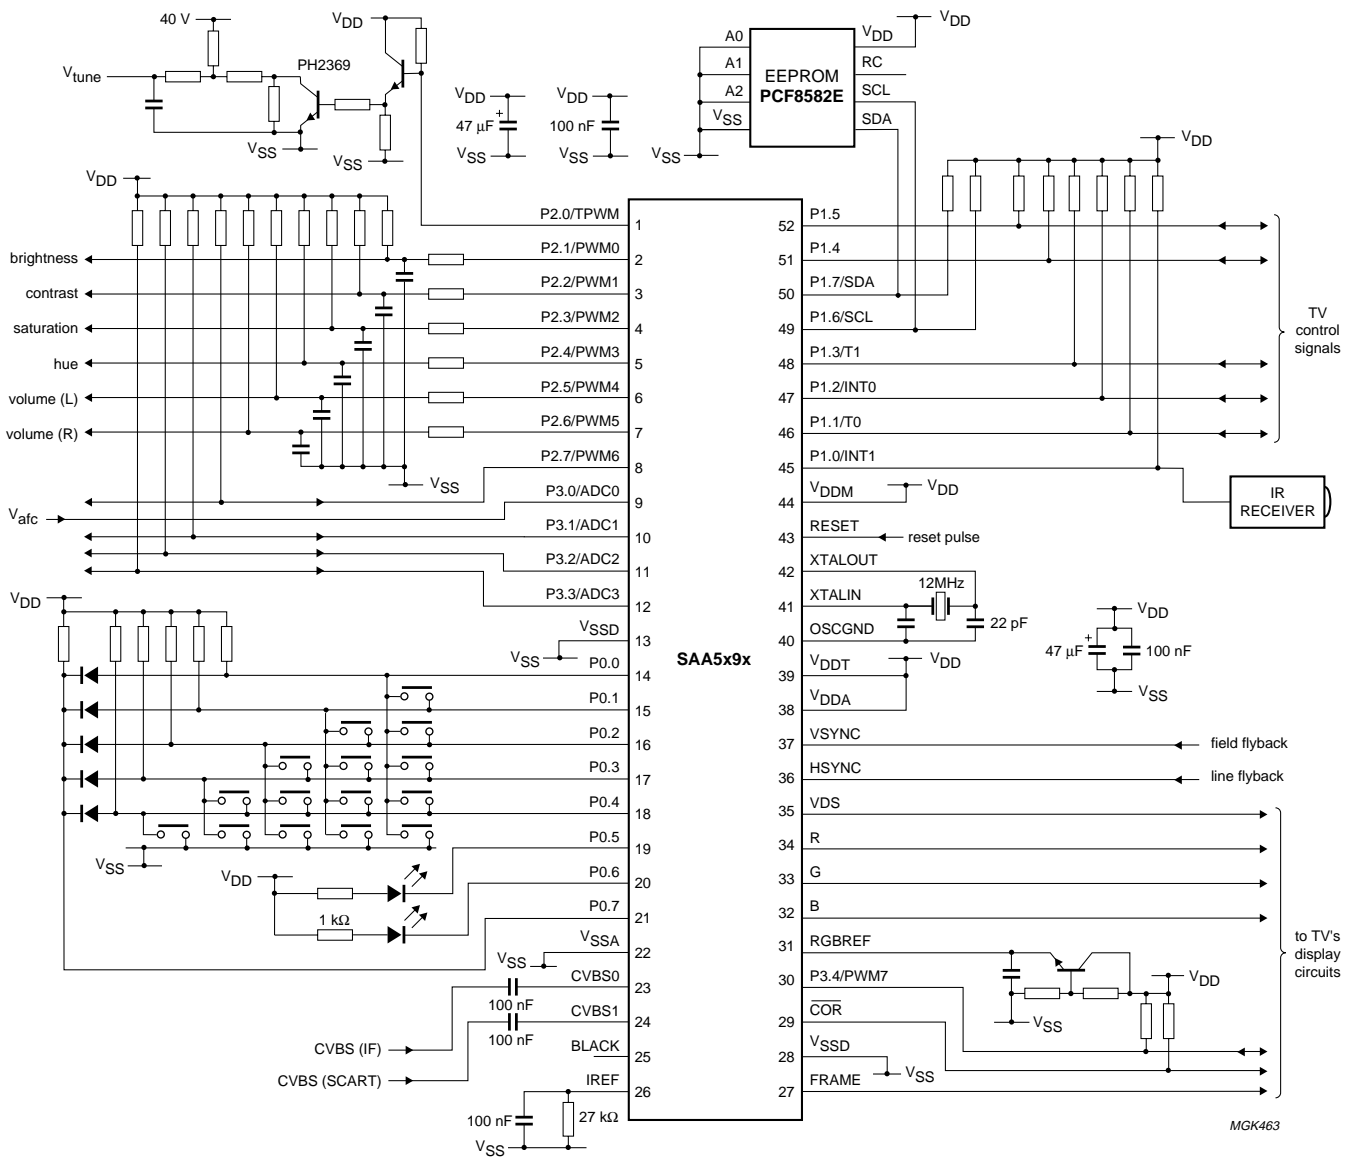 40 V
VDD
Vtune
PH2369
VSS
VSS
VDD
47 µF
+
VSS
VDD
100 nF
VSS
A0
A1
A2
VSS
EEPROM
PCF8582E
VDD
RC
SCL
SDA
VDD
VSS
VDD
VDD
brightness
contrast
saturation
hue
volume (L)
volume (R)
VSS
Vafc
P2.0/TPWM
1
P2.1/PWM0
2
P2.2/PWM1
3
P2.3/PWM2
4
P2.4/PWM3
5
P2.5/PWM4
6
P2.6/PWM5
7
P2.7/PWM6
8
P3.0/ADC0
9
P3.1/ADC1
10
P3.2/ADC2
11
P3.3/ADC3
12
VSSD
13
VSS
P0.0
14
P0.1
15
P0.2
16
P0.3
17
P0.4
18
P0.5
19
P0.6
20
P0.7
21
VSSA
22
VSS
CVBS0
23
100 nF
CVBS1
24
100 nF
BLACK
25
IREF
26
VDD
VSS
VDD
1 kΩ
CVBS (IF)
CVBS (SCART)
100 nF
27 kΩ
VSS
SAA5x9x
52
P1.5
51
P1.4
50
P1.7/SDA
49
P1.6/SCL
48
P1.3/T1
47
P1.2/INT0
46
P1.1/T0
45
P1.0/INT1
44
VDDM
VDD
43
RESET
reset pulse
42
XTALOUT
12MHz
41
XTALIN
22 pF
40
OSCGND
39
VDDT
VDD
38
VDDA
37
VSYNC
field flyback
36
HSYNC
line flyback
35
VDS
34
R
33
G
32
B
31
RGBREF
30
P3.4/PWM7
29
COR
28
VSSD
VSS
27
FRAME
TV
control
signals
IR
RECEIVER
VDD
+
47 µF
100 nF
VSS
VDD
VSS
to TV's
display
circuits
MGK463